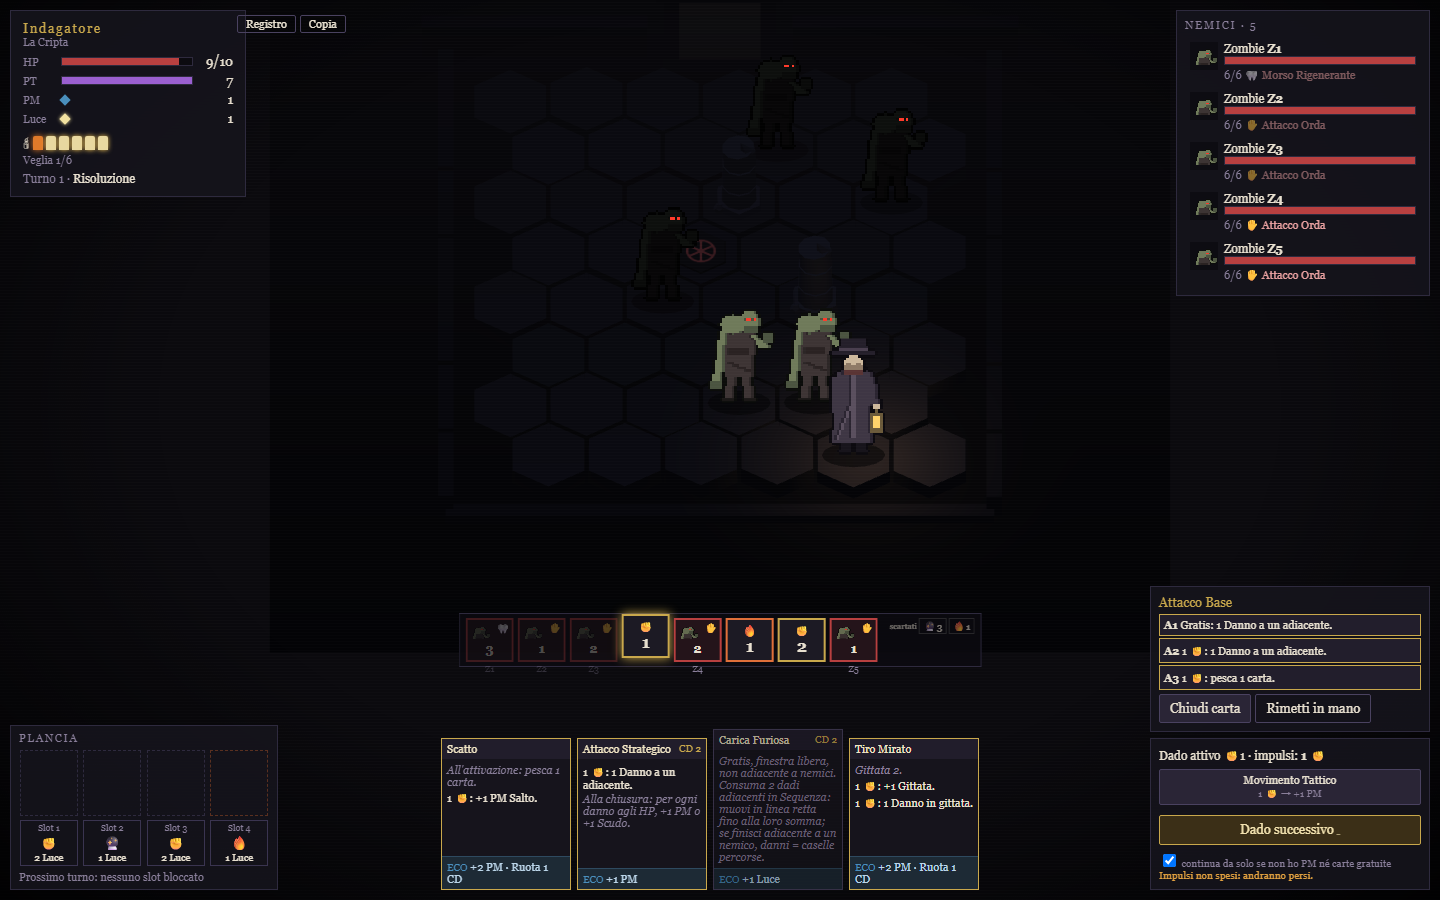 Indagatore
La Cripta
HP 9/10
PT 7
PM 1
Luce 1
Veglia 1/6
Turno 1 · Risoluzione
Registro
Copia
NEMICI · 5
Zombie Z1
6/6 Morso Rigenerante
Zombie Z2
6/6 Attacco Orda
Zombie Z3
6/6 Attacco Orda
Zombie Z4
6/6 Attacco Orda
Zombie Z5
6/6 Attacco Orda
3 1 2 1 2 1 2 1
Z1 Z2 Z3 Z4 Z5
scartati 3 1
Attacco Base
A1 Gratis: 1 Danno a un adiacente.
A2 1 ✊: 1 Danno a un adiacente.
A3 1 ✊: pesca 1 carta.
Chiudi carta
Rimetti in mano
Dado attivo ✊1 · impulsi: 1 ✊
Movimento Tattico
1 ✊ → +1 PM
Dado successivo _
continua da solo se non ho PM né carte gratuite
Impulsi non spesi: andranno persi.
PLANCIA
Slot 1
2 Luce
Slot 2
1 Luce
Slot 3
2 Luce
Slot 4
1 Luce
Prossimo turno: nessuno slot bloccato
Scatto
All'attivazione: pesca 1
carta.
1 ✊: +1 PM Salto.
ECO +2 PM · Ruota 1
CD
Attacco Strategico CD 2
1 ✊: 1 Danno a un
adiacente.
Alla chiusura: per ogni
danno agli HP, +1 PM o
+1 Scudo.
ECO +1 PM
Carica Furiosa CD 2
Gratis, finestra libera,
non adiacente a nemici.
Consuma 2 dadi
adiacenti in Sequenza:
muovi in linea retta
fino alla loro somma;
se finisci adiacente a un
nemico, danni = caselle
percorse.
ECO +1 Luce
Tiro Mirato
Gittata 2.
1 ✊: +1 Gittata.
1 ✊: 1 Danno in gittata.
ECO +2 PM · Ruota 1
CD